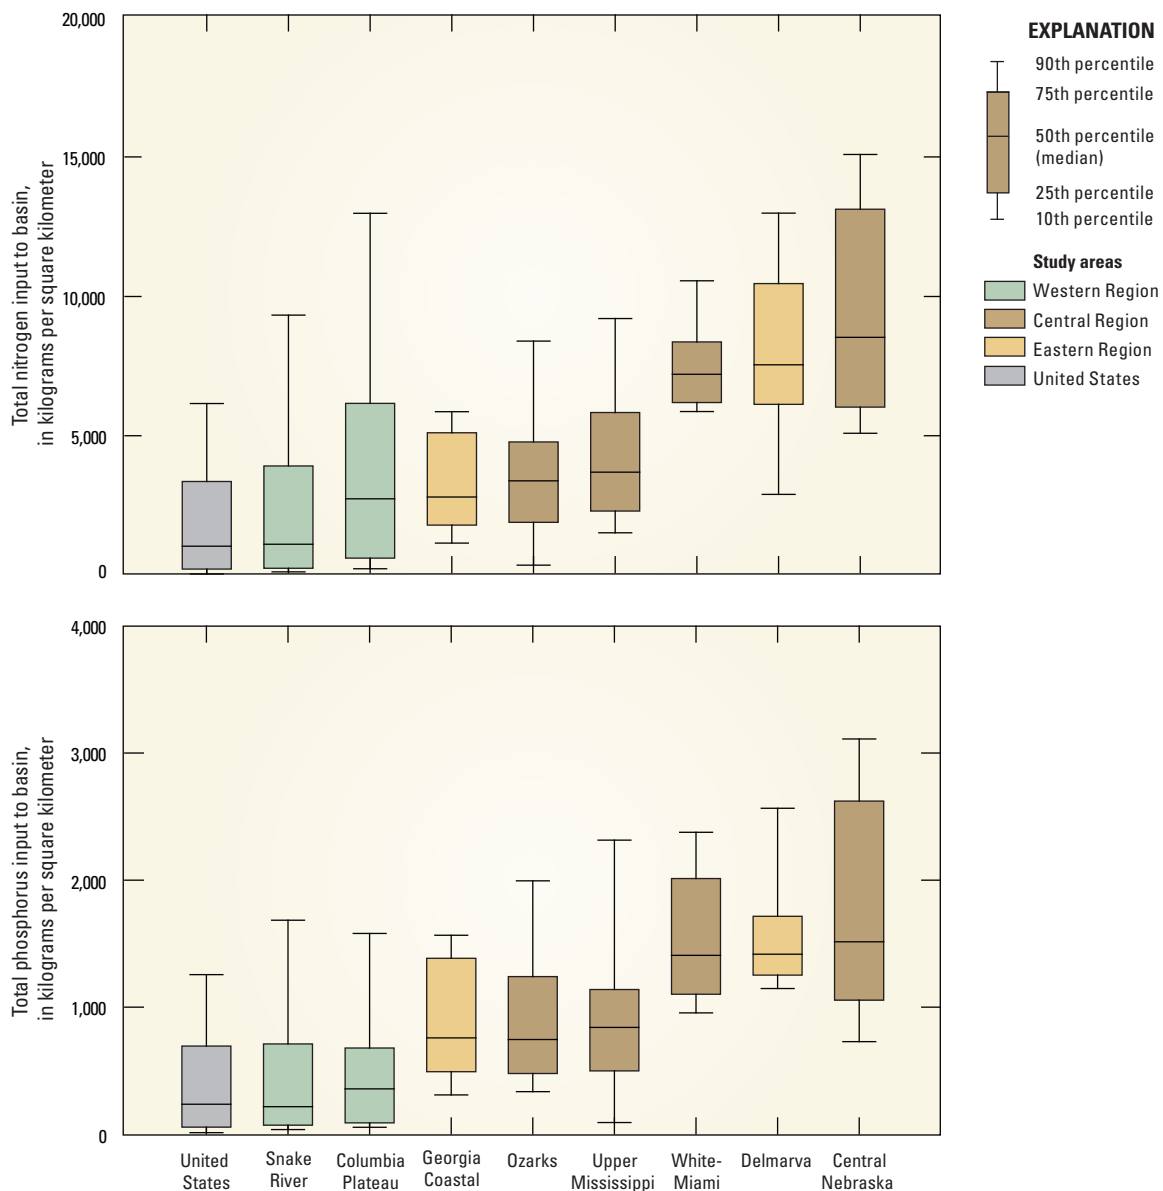 20,000
15,000
10,000
5,000
0
Total nitrogen input to basin,
in kilograms per square kilometer
EXPLANATION
90th percentile
75th percentile
50th percentile
(median)
25th percentile
10th percentile
Study areas
Western Region
Central Region
Eastern Region
United States
4,000
3,000
2,000
1,000
0
Total phosphorus input to basin,
in kilograms per square kilometer
United
States
Snake
River
Columbia
Plateau
Georgia
Coastal
Ozarks
Upper
Mississippi
White-
Miami
Delmarva
Central
Nebraska